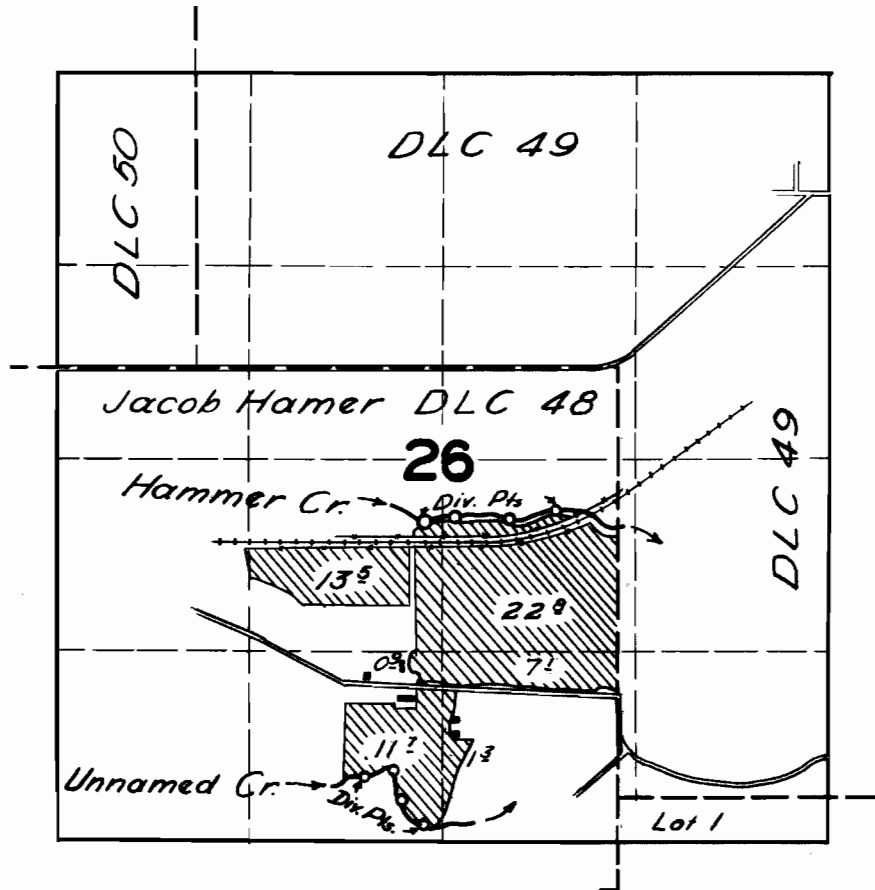 DLC 50
DLC 49
Jacob Hamer DLC 48
26
Hammer Cr.
Div. Pts
DLC 49
13 5
22 8
0 9
7 1
11 7
1 3
Unnamed Cr.
Div. Pts.
Lot 1